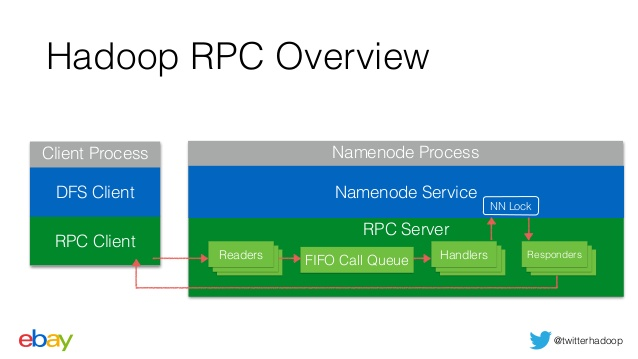 Hadoop RPC Overview
Client Process
DFS Client
RPC Client
Namenode Process
Namenode Service
NN Lock
RPC Server
Readers
FIFO Call Queue
Handlers
Responders
ebay
@twitterhadoop